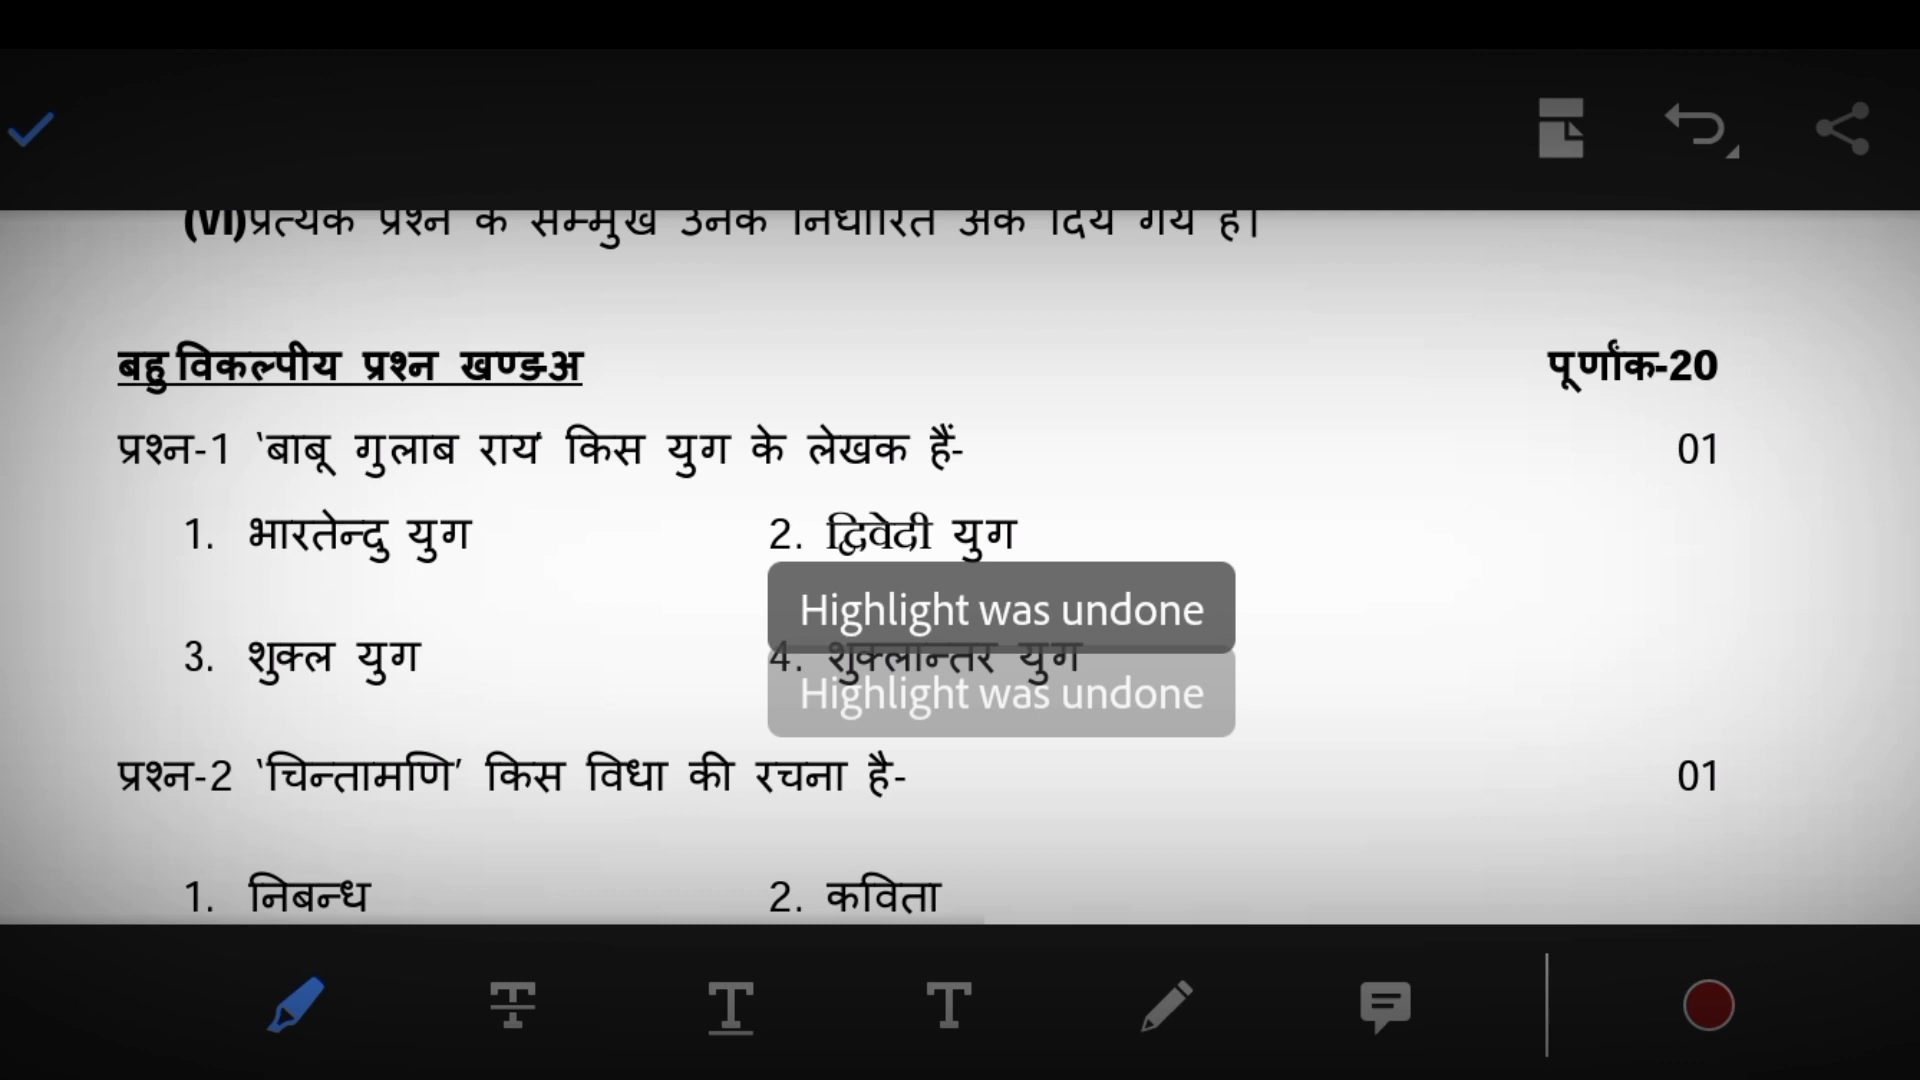 (VI)प्रत्येक प्रश्न के सम्मुख उनके निर्धारित अंक दिये गये हैं।
बहु विकल्पीय प्रश्न खण्ड-अ पूर्णांक-20
प्रश्न-1 ‘बाबू गुलाब राय’ किस युग के लेखक हैं- 01
1. भारतेन्दु युग 2. द्विवेदी युग
Highlight was undone
3. शुक्ल युग 4. शुक्लान्तर युग
Highlight was undone
प्रश्न-2 ‘चिन्तामणि’ किस विधा की रचना है- 01
1. निबन्ध 2. कविता